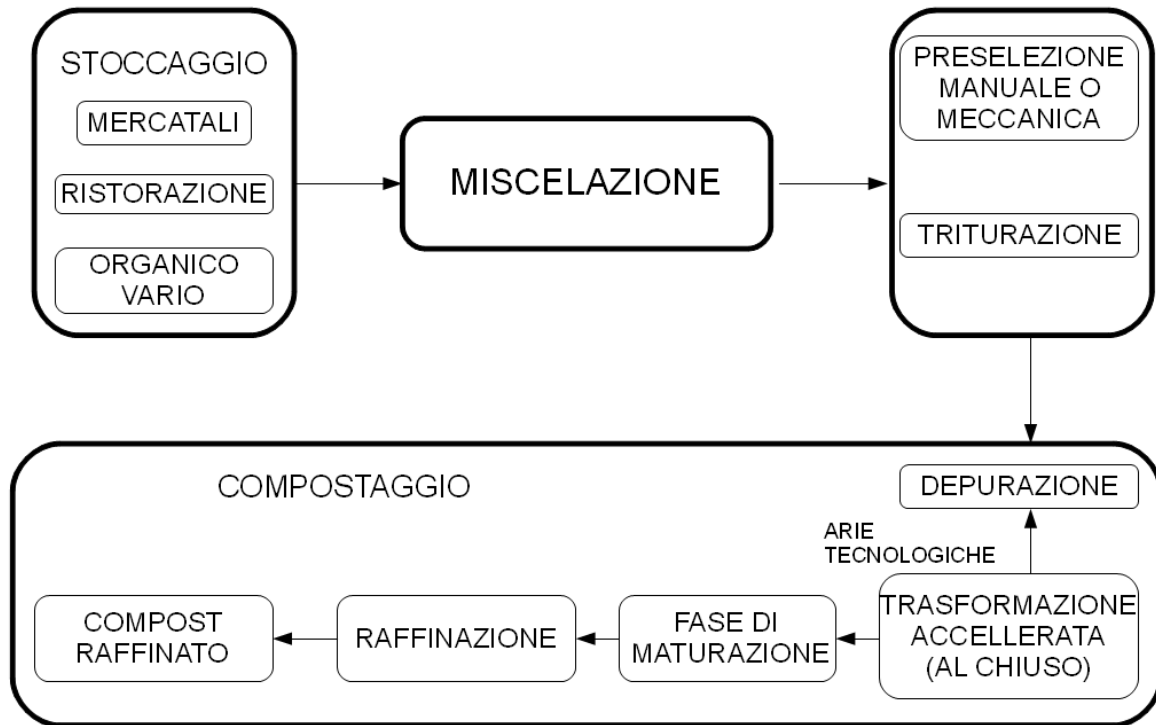 STOCCAGGIO
MERCATALI
RISTORAZIONE
ORGANICO
VARIO
MISCELAZIONE
PRESELEZIONE
MANUALE O
MECCANICA
TRITURAZIONE
COMPOSTAGGIO
DEPURAZIONE
ARIE
TECNOLOGICHE
TRASFORMAZIONE
ACCELLERATA
(AL CHIUSO)
FASE DI
MATURAZIONE
RAFFINAZIONE
COMPOST
RAFFINATO